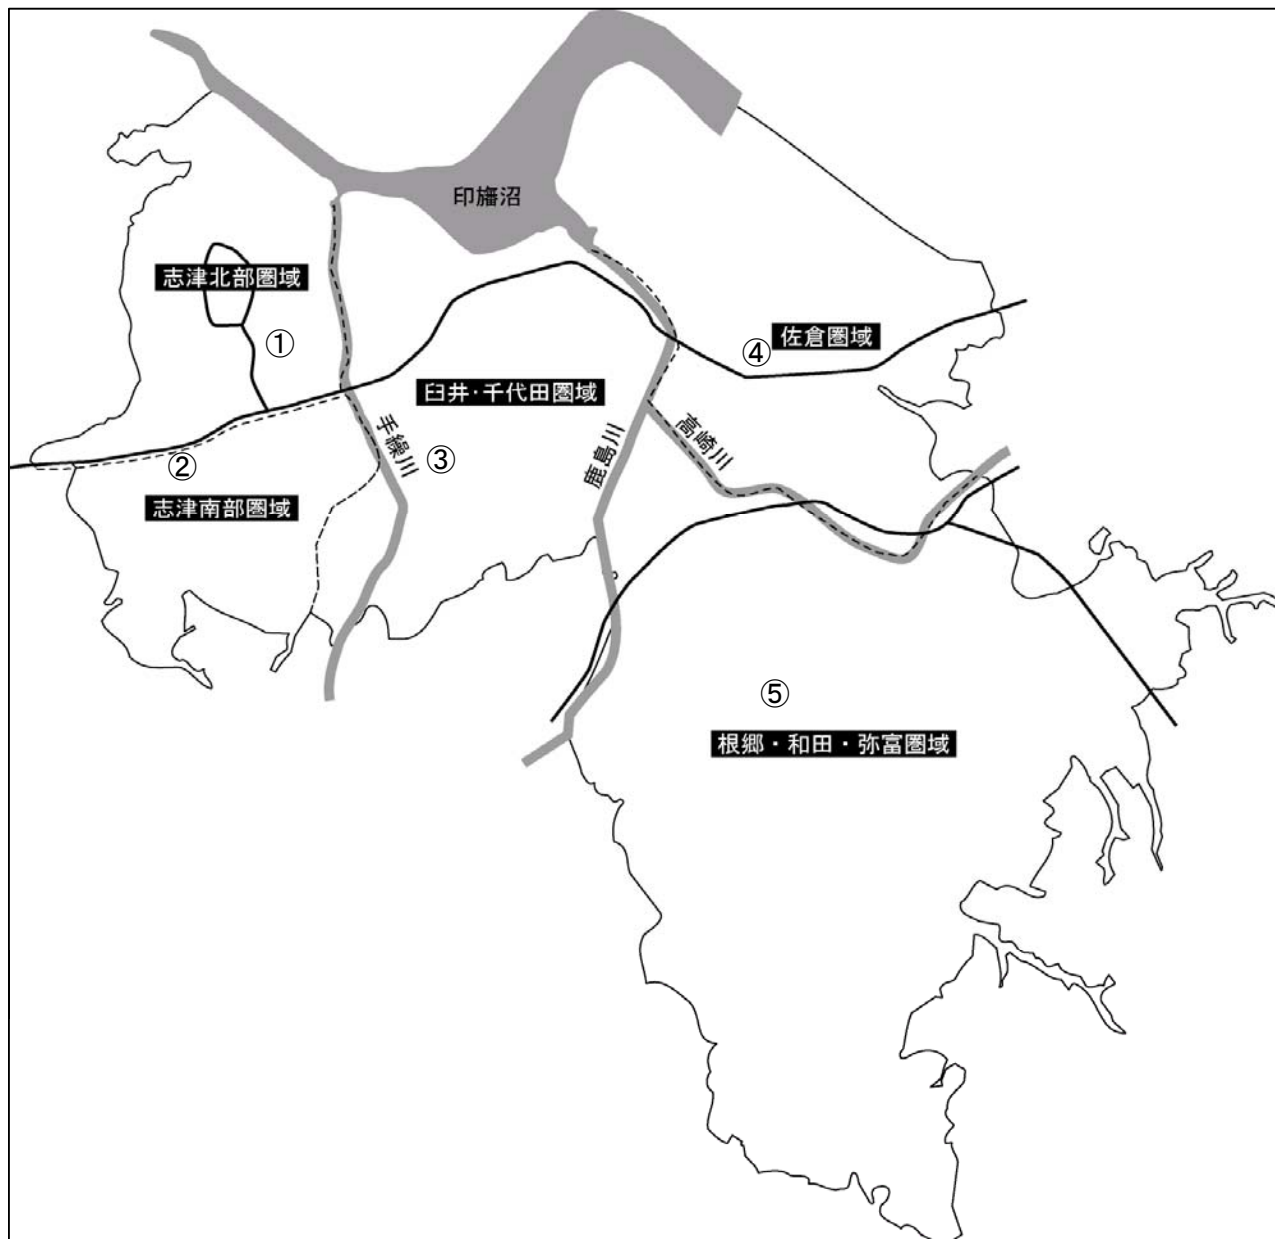 印旛沼
志津北部圏域
①
④
佐倉圏域
臼井・千代田圏域
手繰川
③
鹿島川
高崎川
②
志津南部圏域
⑤
根郷・和田・弥富圏域